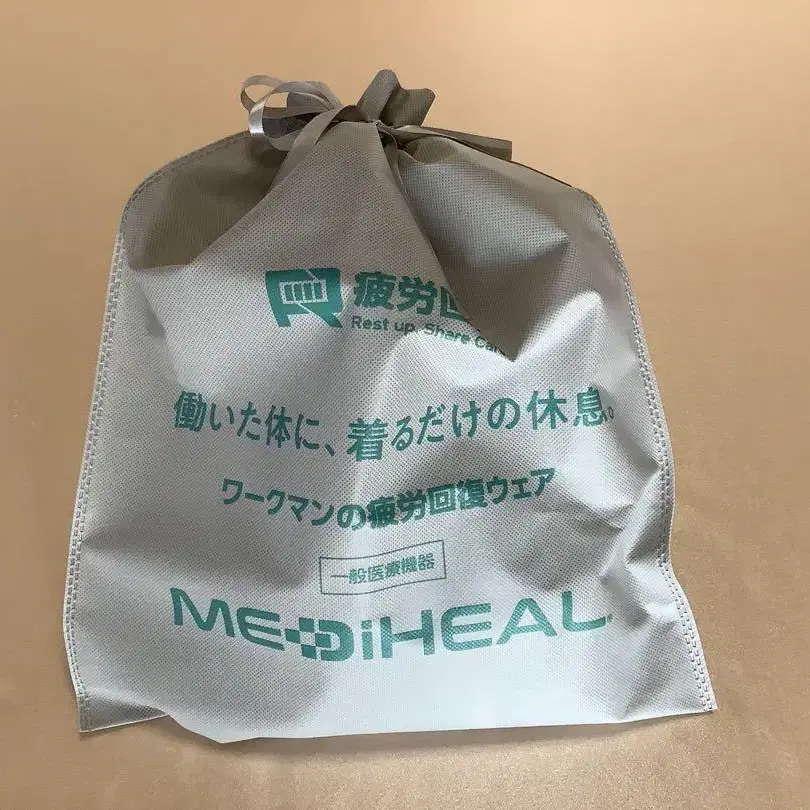 疲労回
Rest up, Share Car
働いた体に、着るだけの休息。
ワークマンの疲労回復ウェア
一般医療機器
MEDiHEAL